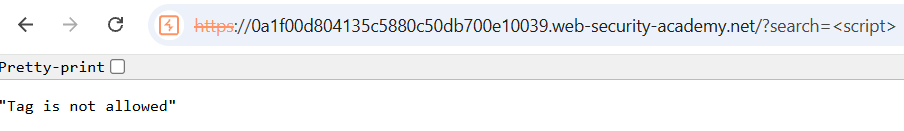 https://0a1f00d804135c5880c50db700e10039.web-security-academy.net/?search=<script>
Pretty-print
"Tag is not allowed"